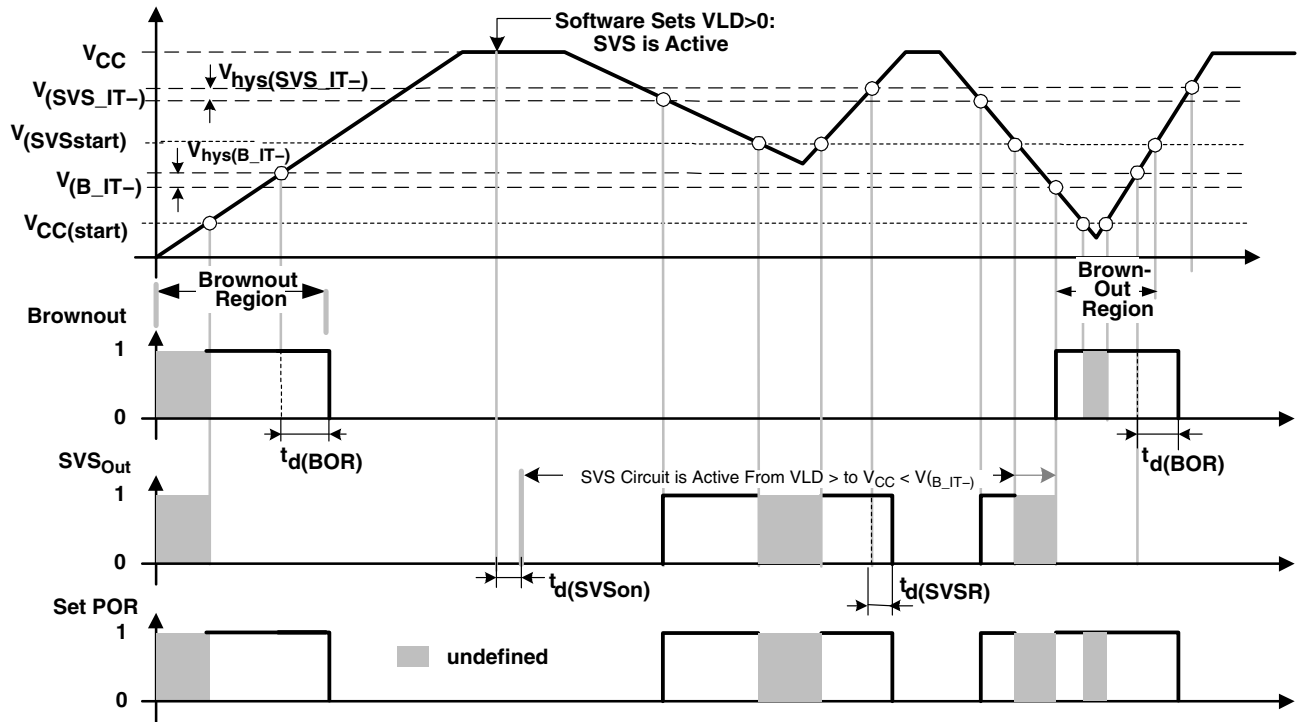 Software Sets VLD>0:
SVS is Active
VCC
Vhys(SVS_IT−)
V(SVS_IT−)
V(SVSstart)
Vhys(B_IT−)
V(B_IT−)
VCC(start)
Brownout
Region
Brown-
Out
Region
Brownout
1
0
td(BOR)
td(BOR)
SVSOut
SVS Circuit is Active From VLD > to VCC < V(B_IT−)
1
0
td(SVSon)
td(SVSR)
Set POR
1
undefined
0